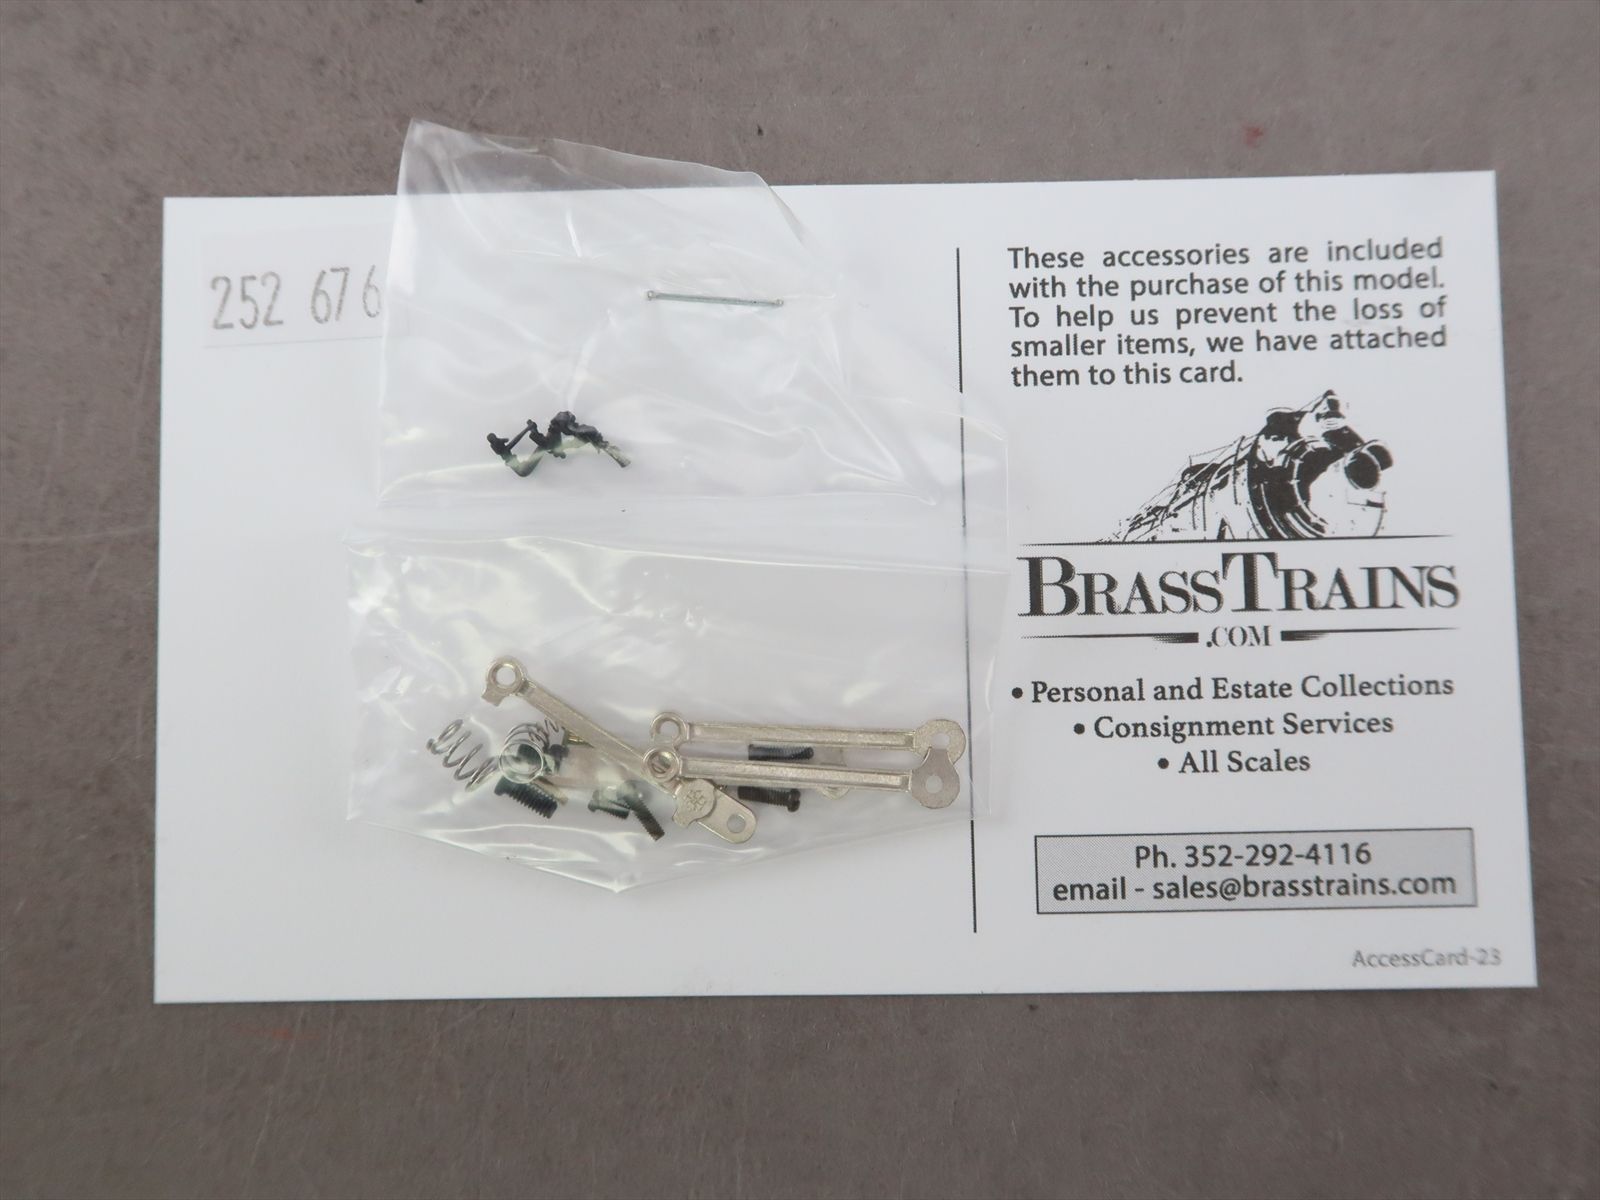 252 676
These accessories are included
with the purchase of this model.
To help us prevent the loss of
smaller items, we have attached
them to this card.
BRASSTRAINS
.COM
• Personal and Estate Collections
• Consignment Services
• All Scales
Ph. 352-292-4116
email - sales@brasstrains.com
AccessCard-23